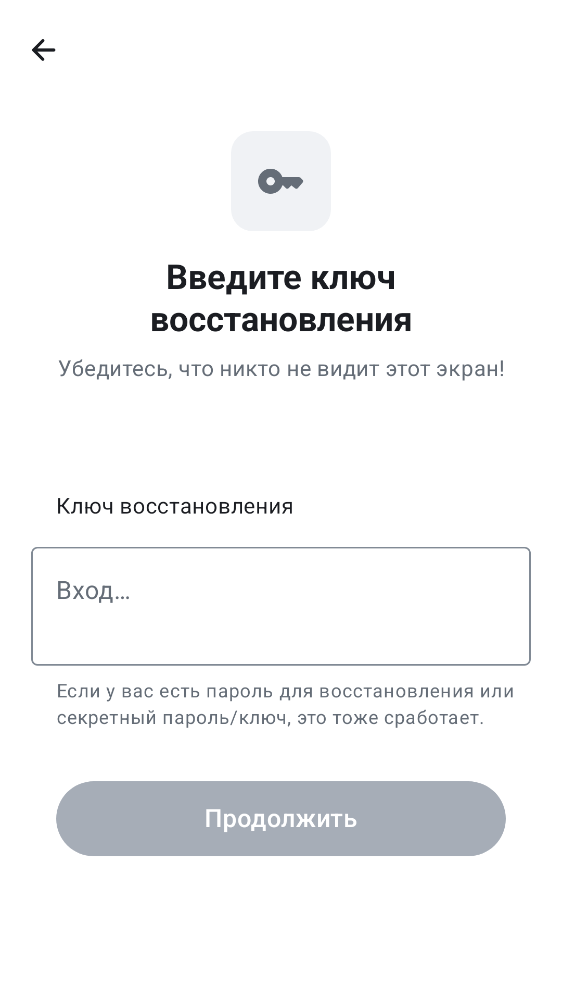 Введите ключ
восстановления
Убедитесь, что никто не видит этот экран!
Ключ восстановления
Вход…
Если у вас есть пароль для восстановления или
секретный пароль/ключ, это тоже сработает.
Продолжить